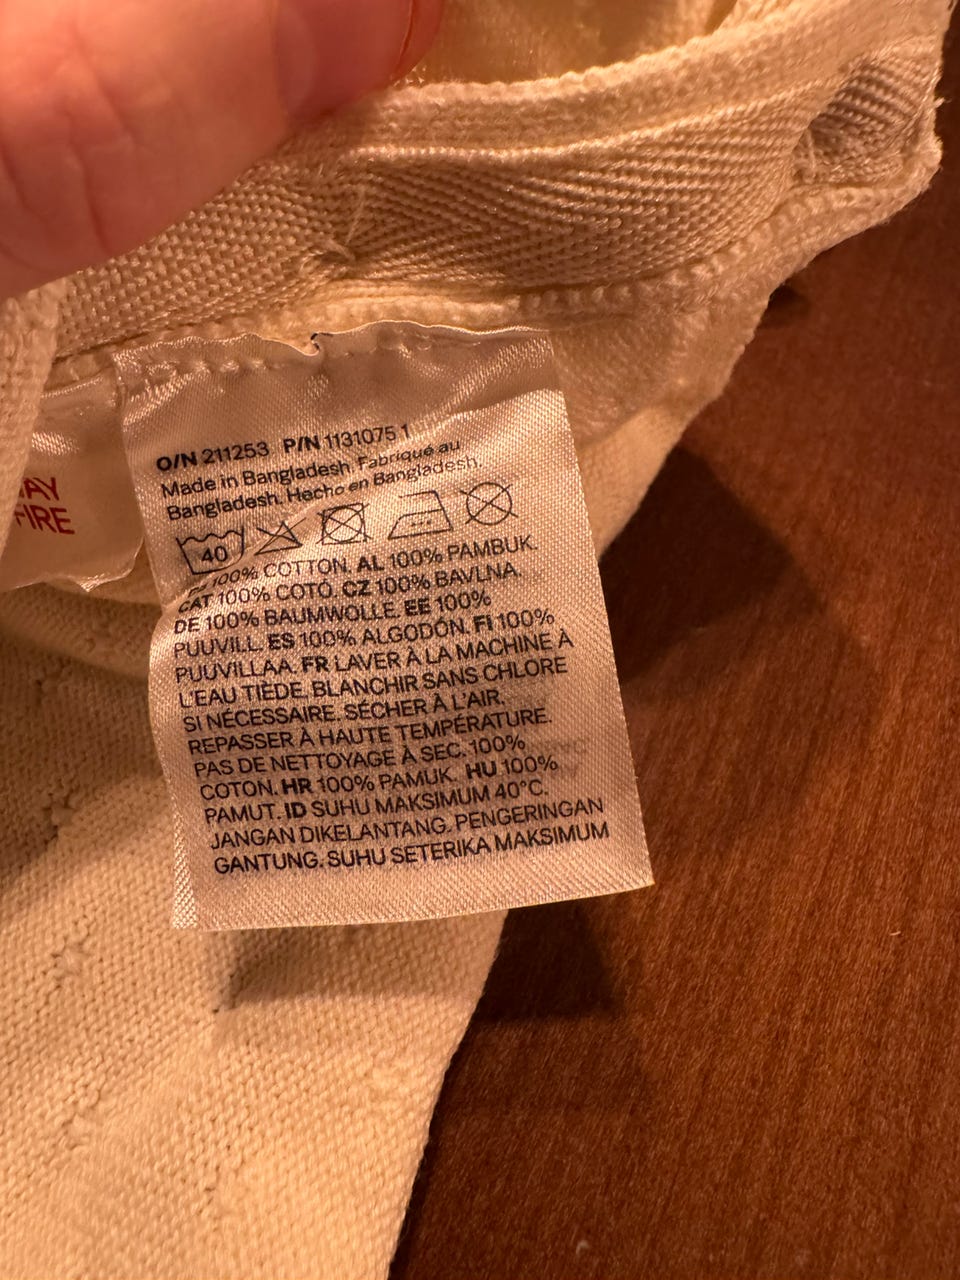 O/N 211253 P/N 1131075 1
Made in Bangladesh. Fabriqué au
Bangladesh. Hecho en Bangladesh.
40
100% COTTON. AL 100% PAMBUK.
CAT 100% COTÓ. CZ 100% BAVLNA.
DE 100% BAUMWOLLE. EE 100%
PUUVILL. ES 100% ALGODÓN. FI 100%
PUUVILLAA. FR LAVER À LA MACHINE À
L'EAU TIÈDE. BLANCHIR SANS CHLORE
SI NÉCESSAIRE. SÉCHER À L'AIR.
REPASSER À HAUTE TEMPÉRATURE.
PAS DE NETTOYAGE À SEC. 100%
COTON. HR 100% PAMUK. HU 100%
PAMUT. ID SUHU MAKSIMUM 40°C.
JANGAN DIKELANTANG. PENGERINGAN
GANTUNG. SUHU SETERIKA MAKSIMUM
FIRE